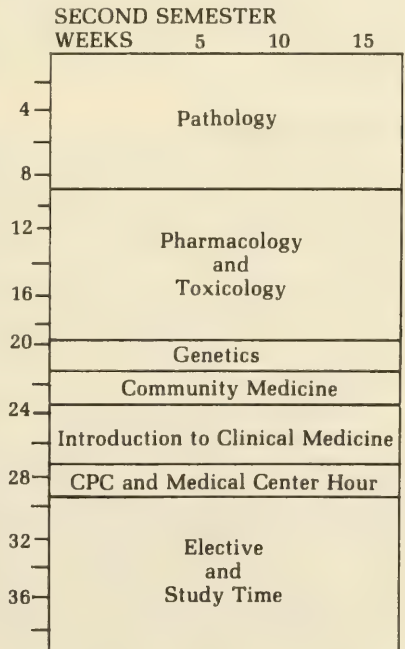 SECOND SEMESTER
WEEKS 5 10 15
4
Pathology
8
12
Pharmacology
and
Toxicology
16
20
Genetics
Community Medicine
24
Introduction to Clinical Medicine
28
CPC and Medical Center Hour
32
Elective
and
Study Time
36